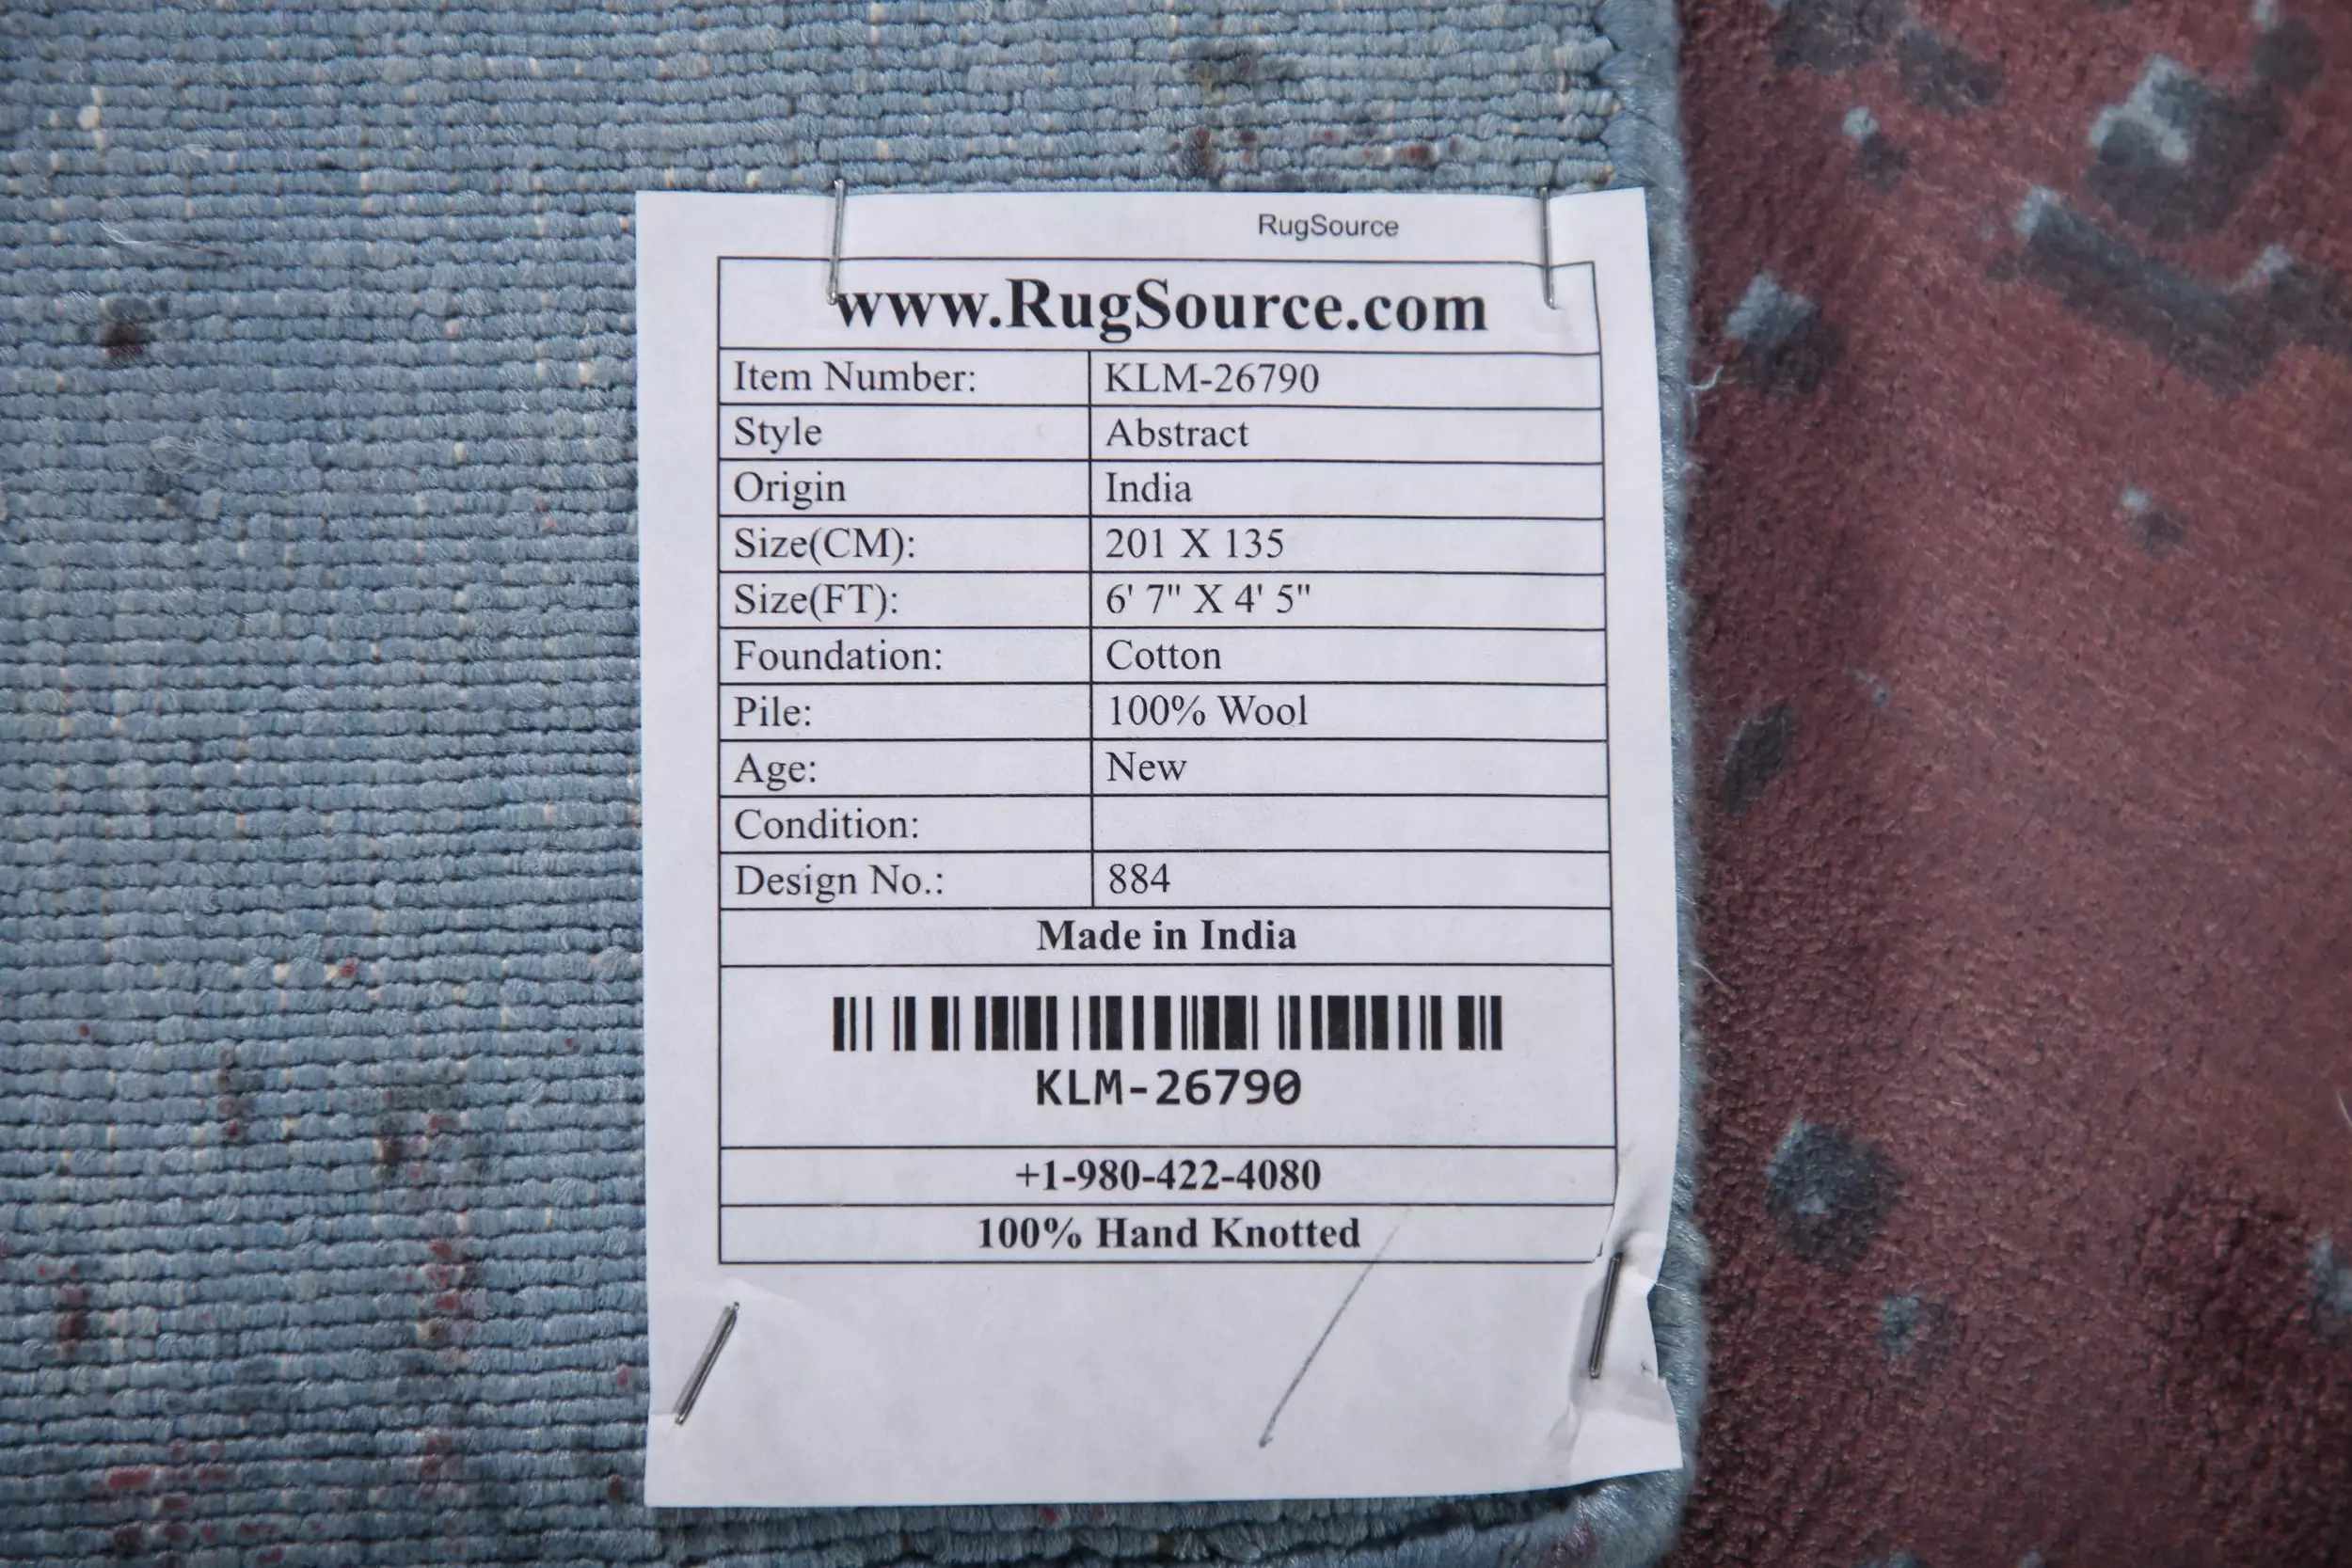 RugSource
www.RugSource.com
Item Number: KLM-26790
Style Abstract
Origin India
Size(CM): 201 X 135
Size(FT): 6' 7" X 4' 5"
Foundation: Cotton
Pile: 100% Wool
Age: New
Condition:
Design No.: 884
Made in India
KLM-26790
+1-980-422-4080
100% Hand Knotted